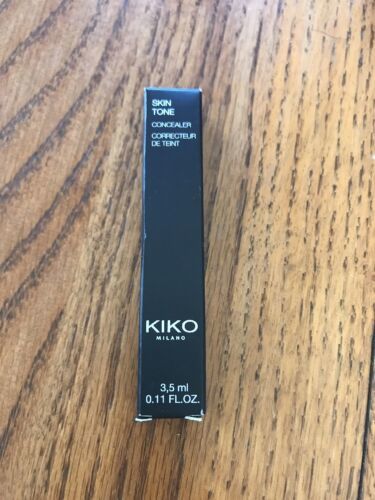 SKIN
TONE
CONCEALER
CORRECTEUR
DE TEINT
KIKO
MILANO
3,5 ml
0.11 FL.OZ.